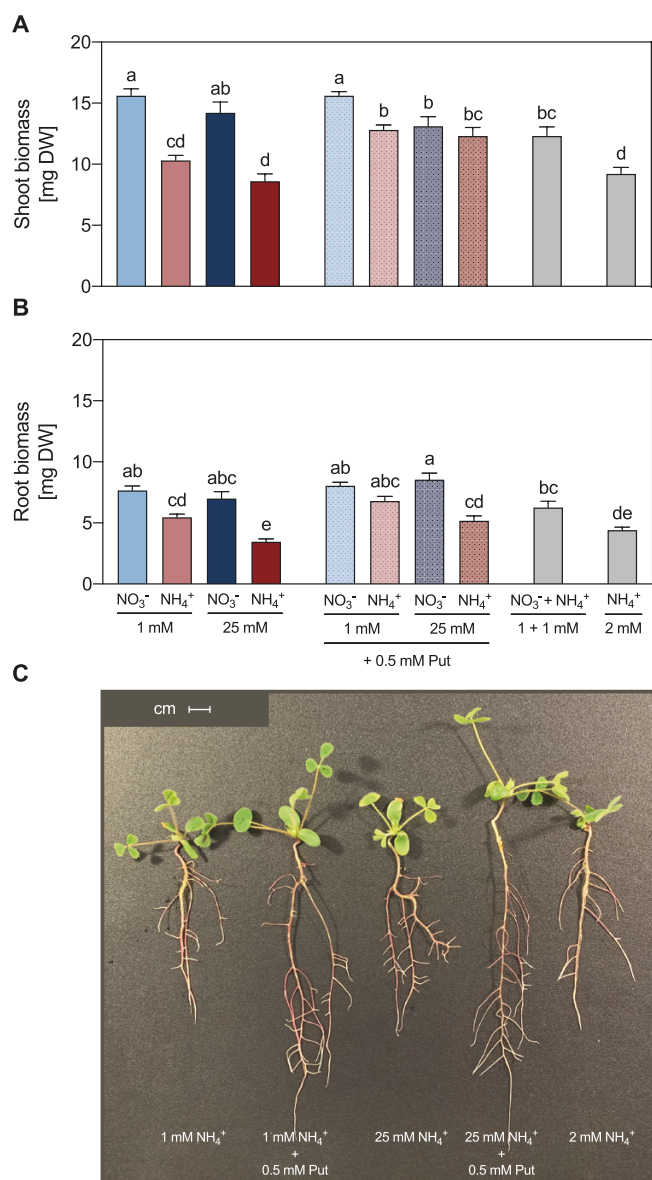 A
Shoot biomass
[mg DW]
20
15
10
5
0
a
cd
ab
d
a
b
b
bc
bc
d
B
Root biomass
[mg DW]
20
15
10
5
0
ab
cd
abc
e
ab
abc
a
cd
bc
de
NO₃⁻ NH₄⁺ NO₃⁻ NH₄⁺ NO₃⁻ NH₄⁺ NO₃⁻ NH₄⁺ NO₃⁻ + NH₄⁺ NH₄⁺
1 mM 25 mM 1 mM 25 mM 1 + 1 mM 2 mM
+ 0.5 mM Put
C
cm
1 mM NH₄⁺ 1 mM NH₄⁺ 25 mM NH₄⁺ 25 mM NH₄⁺ 2 mM NH₄⁺
+ +
0.5 mM Put 0.5 mM Put